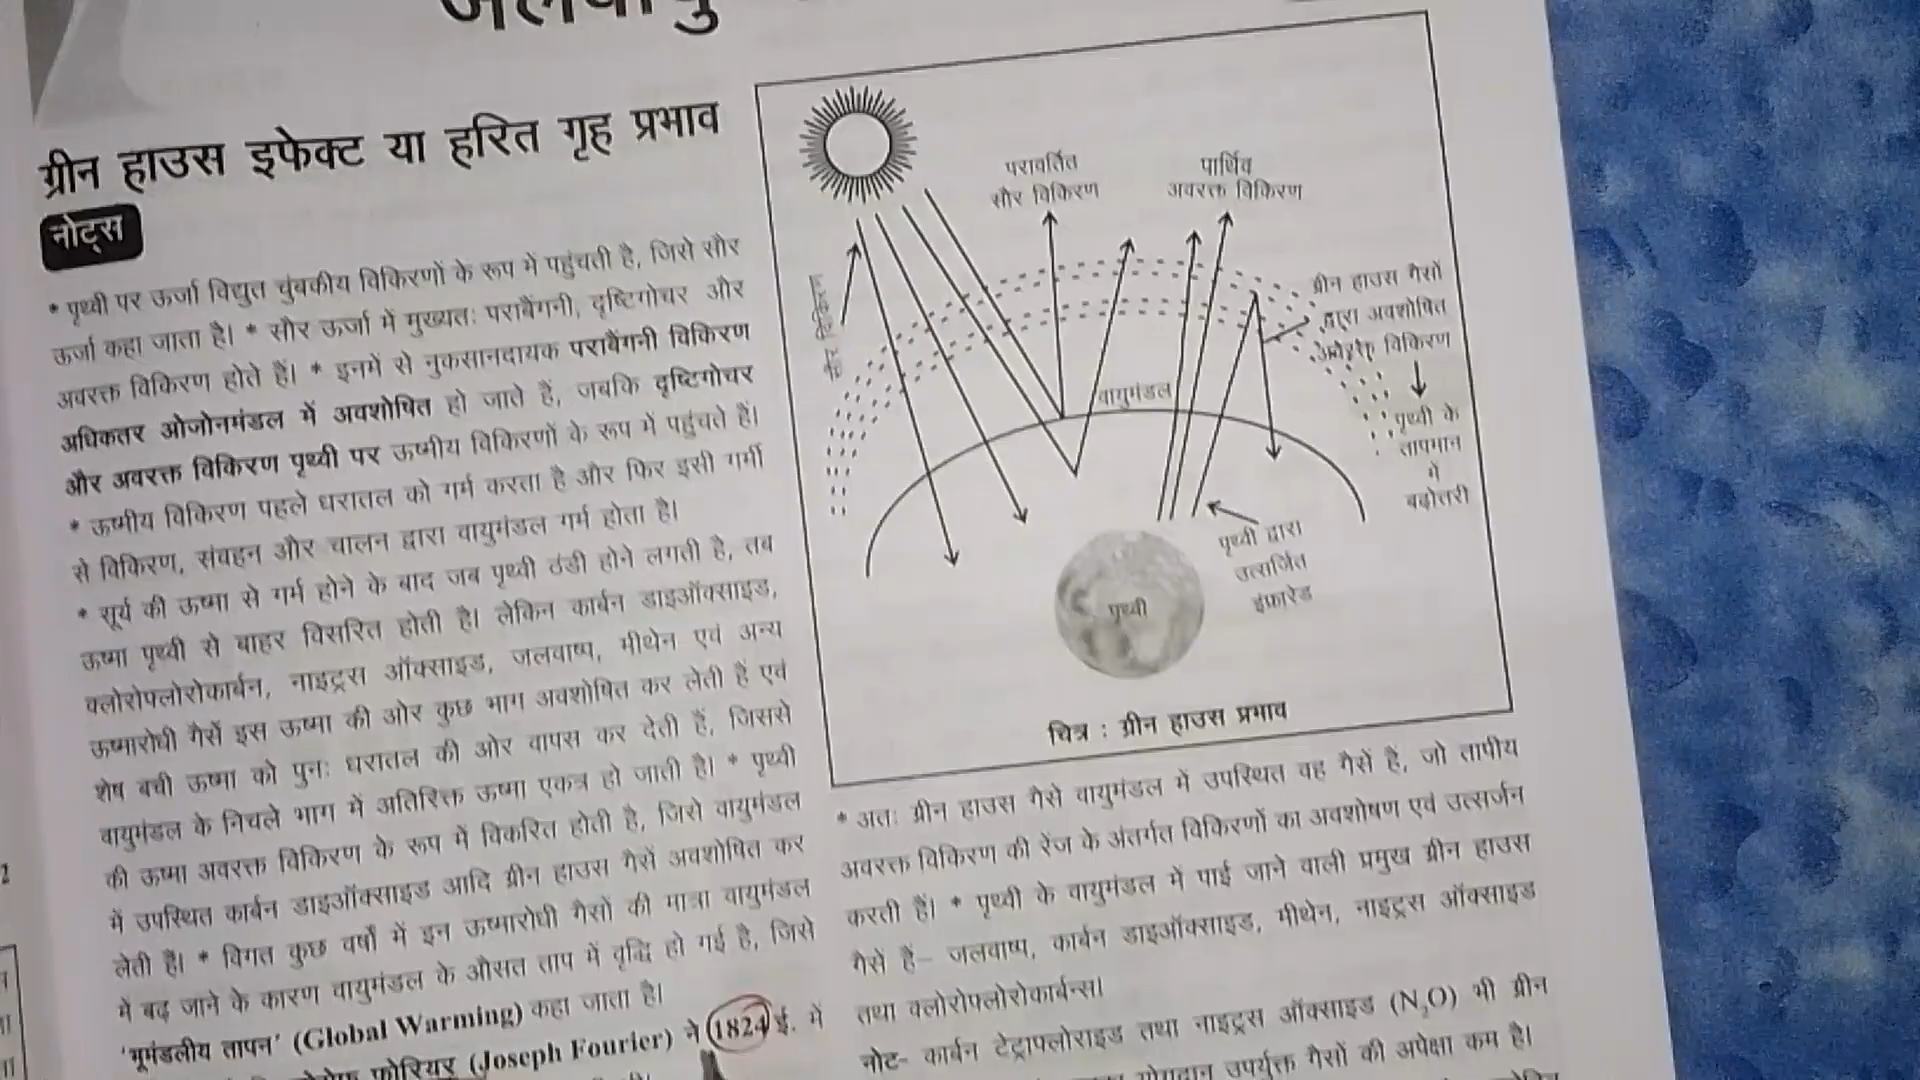 ग्रीन हाउस इफेक्ट या हरित गृह प्रभाव
नोट्स
* पृथ्वी पर ऊर्जा विद्युत चुंबकीय विकिरणों के रूप में पहुंचती है, जिसे सौर
ऊर्जा कहा जाता है। * सौर ऊर्जा में मुख्यतः पराबैंगनी, दृष्टिगोचर और
अवरक्त विकिरण होते हैं। * इनमें से नुकसानदायक पराबैंगनी विकिरण
अधिकतर ओजोनमंडल में अवशोषित हो जाते हैं, जबकि दृष्टिगोचर
और अवरक्त विकिरण पृथ्वी पर ऊष्मीय विकिरणों के रूप में पहुंचते हैं।
* ऊष्मीय विकिरण पहले धरातल को गर्म करता है और फिर इसी गर्मी
से विकिरण, संवहन और चालन द्वारा वायुमंडल गर्म होता है।
* सूर्य की ऊष्मा से गर्म होने के बाद जब पृथ्वी ठंडी होने लगती है, तब
ऊष्मा पृथ्वी से बाहर विसरित होती है। लेकिन कार्बन डाइऑक्साइड,
क्लोरोफ्लोरोकार्बन, नाइट्रस ऑक्साइड, जलवाष्प, मीथेन एवं अन्य
ऊष्मारोधी गैसें इस ऊष्मा की ओर कुछ भाग अवशोषित कर लेती हैं एवं
शेष बची ऊष्मा को पुनः धरातल की ओर वापस कर देती हैं, जिससे
वायुमंडल के निचले भाग में अतिरिक्त ऊष्मा एकत्र हो जाती है। * पृथ्वी
की ऊष्मा अवरक्त विकिरण के रूप में विकरित होती है, जिसे वायुमंडल
में उपस्थित कार्बन डाइऑक्साइड आदि ग्रीन हाउस गैसें अवशोषित कर
लेती हैं। * विगत कुछ वर्षों में इन ऊष्मारोधी गैसों की मात्रा वायुमंडल
में बढ़ जाने के कारण वायुमंडल के औसत ताप में वृद्धि हो गई है, जिसे
'भूमंडलीय तापन' (Global Warming) कहा जाता है।
फोरियर (Joseph Fourier) ने 1824 ई. में
परावर्तित
सौर विकिरण
पार्थिव
अवरक्त विकिरण
ग्रीन हाउस गैसों
द्वारा अवशोषित
अवरक्त विकिरण
पृथ्वी के
तापमान
में
बढ़ोतरी
वायुमंडल
पृथ्वी द्वारा
उत्सर्जित
इंफ्रारेड
पृथ्वी
चित्र : ग्रीन हाउस प्रभाव
* अतः ग्रीन हाउस गैसे वायुमंडल में उपस्थित वह गैसें हैं, जो तापीय
अवरक्त विकिरण की रेंज के अंतर्गत विकिरणों का अवशोषण एवं उत्सर्जन
करती हैं। * पृथ्वी के वायुमंडल में पाई जाने वाली प्रमुख ग्रीन हाउस
गैसें हैं– जलवाष्प, कार्बन डाइऑक्साइड, मीथेन, नाइट्रस ऑक्साइड
तथा क्लोरोफ्लोरोकार्बन्स।
नोट- कार्बन टेट्राफ्लोराइड तथा नाइट्रस ऑक्साइड (N₂O) भी ग्रीन
योगदान उपर्युक्त गैसों की अपेक्षा कम है।